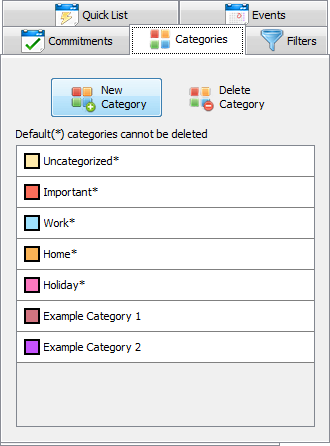 Quick List
Events
Commitments
Categories
Filters
New
Category
Delete
Category
Default(*) categories cannot be deleted
Uncategorized*
Important*
Work*
Home*
Holiday*
Example Category 1
Example Category 2